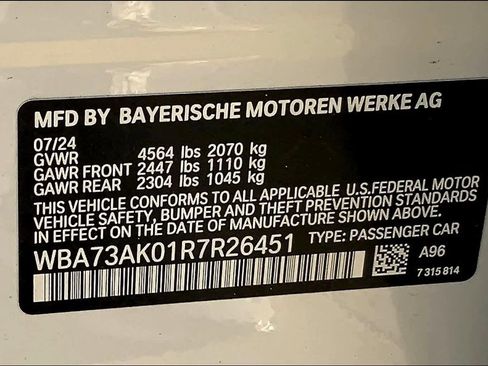 MFD BY BAYERISCHE MOTOREN WERKE AG
07/24
GVWR 4564 lbs 2070 kg
GAWR FRONT 2447 lbs 1110 kg
GAWR REAR 2304 lbs 1045 kg
THIS VEHICLE CONFORMS TO ALL APPLICABLE U.S.FEDERAL MOTOR
VEHICLE SAFETY, BUMPER AND THEFT PREVENTION STANDARDS
IN EFFECT ON THE DATE OF MANUFACTURE SHOWN ABOVE.
WBA73AK01R7R26451 TYPE: PASSENGER CAR
A96
7 315 814